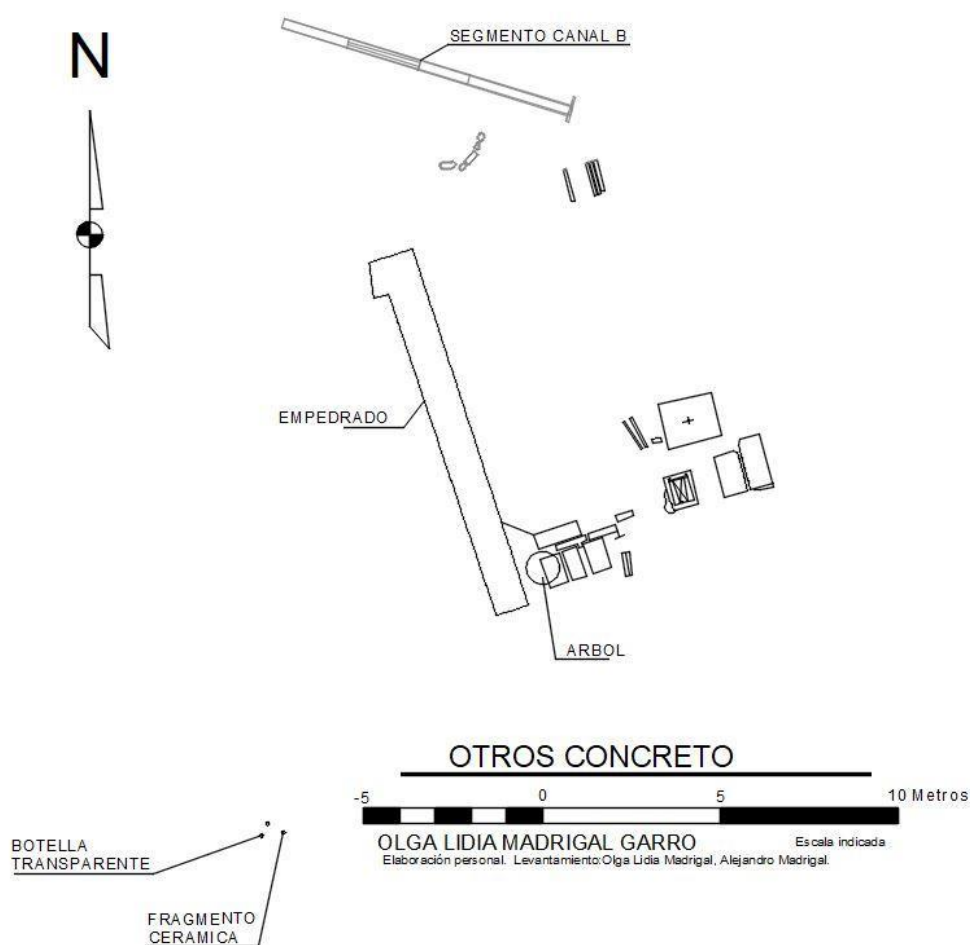 N
SEGMENTO CANAL B
EMPEDRADO
ARBOL
OTROS CONCRETO
-5 0 5 10 Metros
OLGA LIDIA MADRIGAL GARRO
Escala indicada
Elaboración personal. Levantamiento:Olga Lidia Madrigal, Alejandro Madrigal.
BOTELLA
TRANSPARENTE
FRAGMENTO
CERAMICA